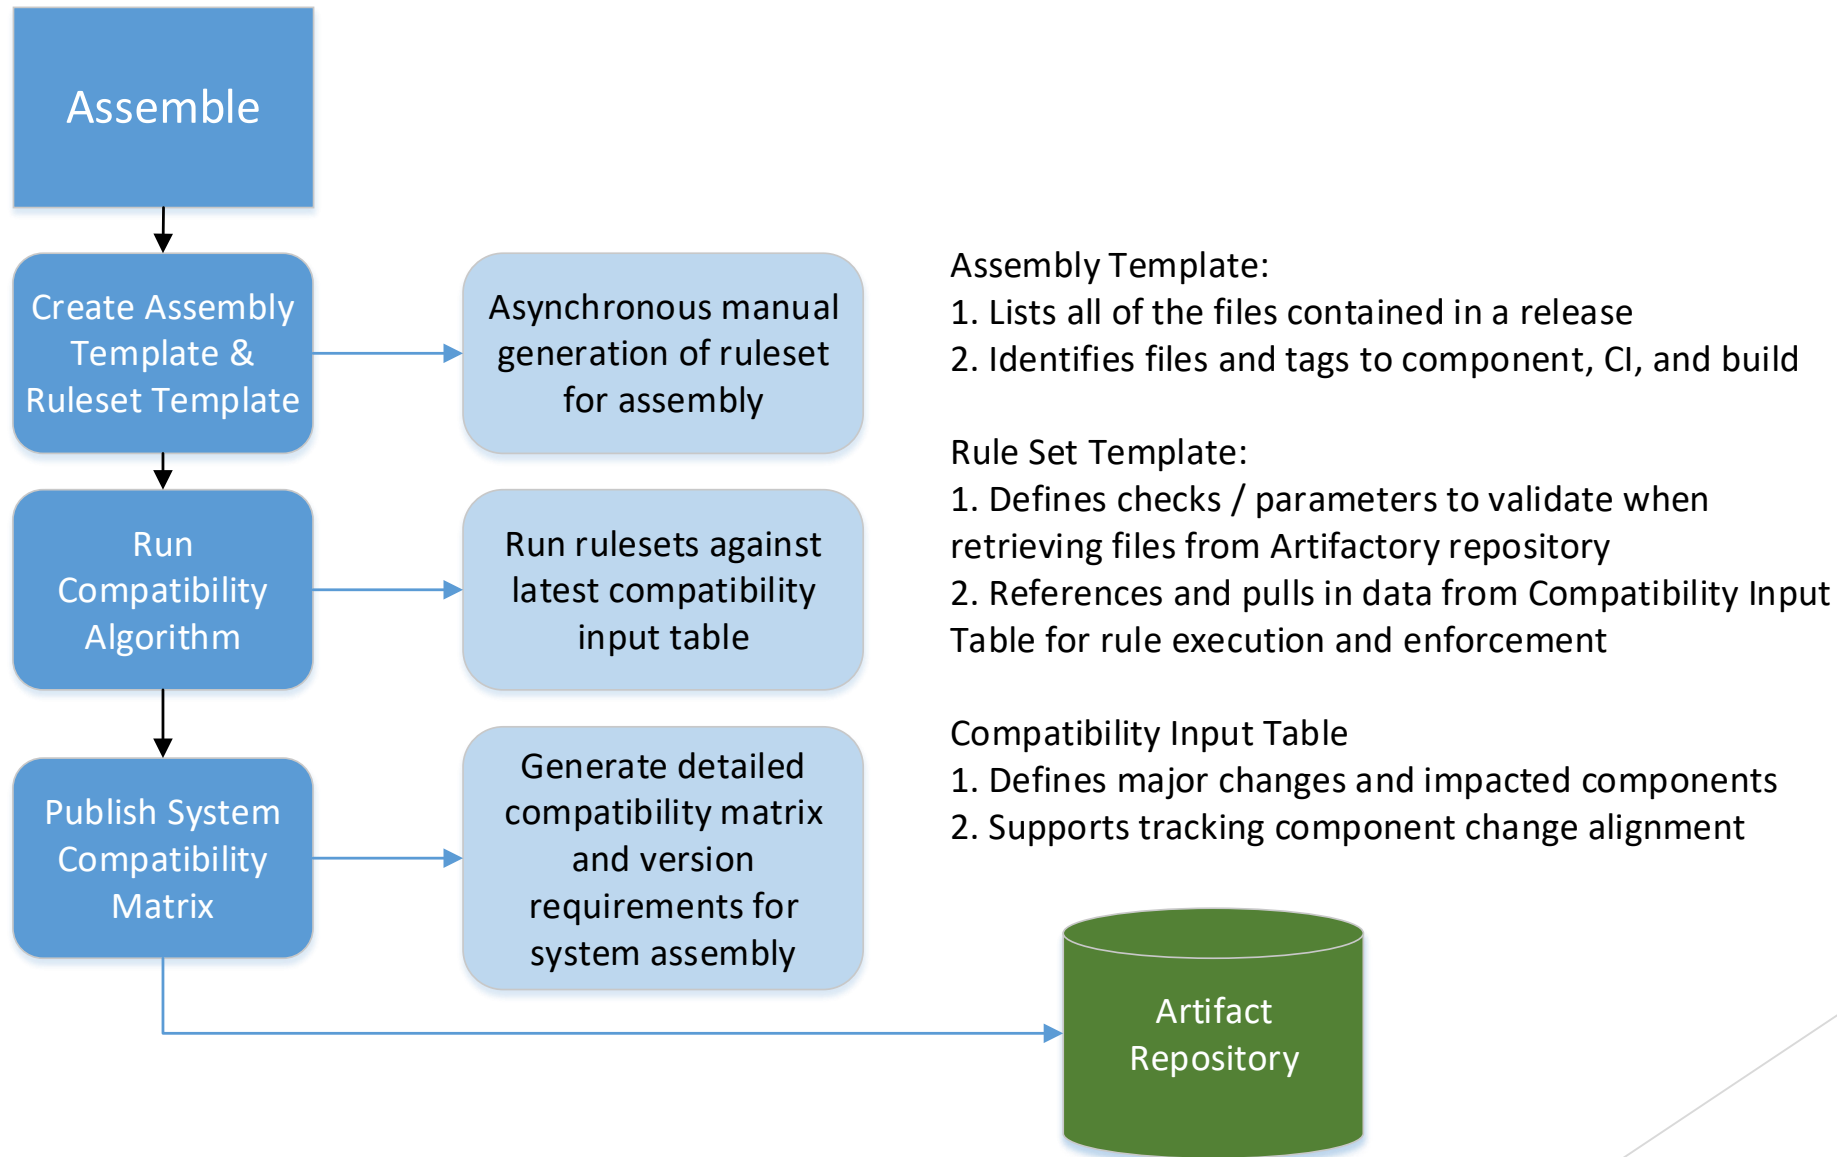 Assemble
Create Assembly
Template &
Ruleset Template
Asynchronous manual
generation of ruleset
for assembly
Run
Compatibility
Algorithm
Run rulesets against
latest compatibility
input table
Publish System
Compatibility
Matrix
Generate detailed
compatibility matrix
and version
requirements for
system assembly
Assembly Template:
1. Lists all of the files contained in a release
2. Identifies files and tags to component, CI, and build
Rule Set Template:
1. Defines checks / parameters to validate when
retrieving files from Artifactory repository
2. References and pulls in data from Compatibility Input
Table for rule execution and enforcement
Compatibility Input Table
1. Defines major changes and impacted components
2. Supports tracking component change alignment
Artifact
Repository